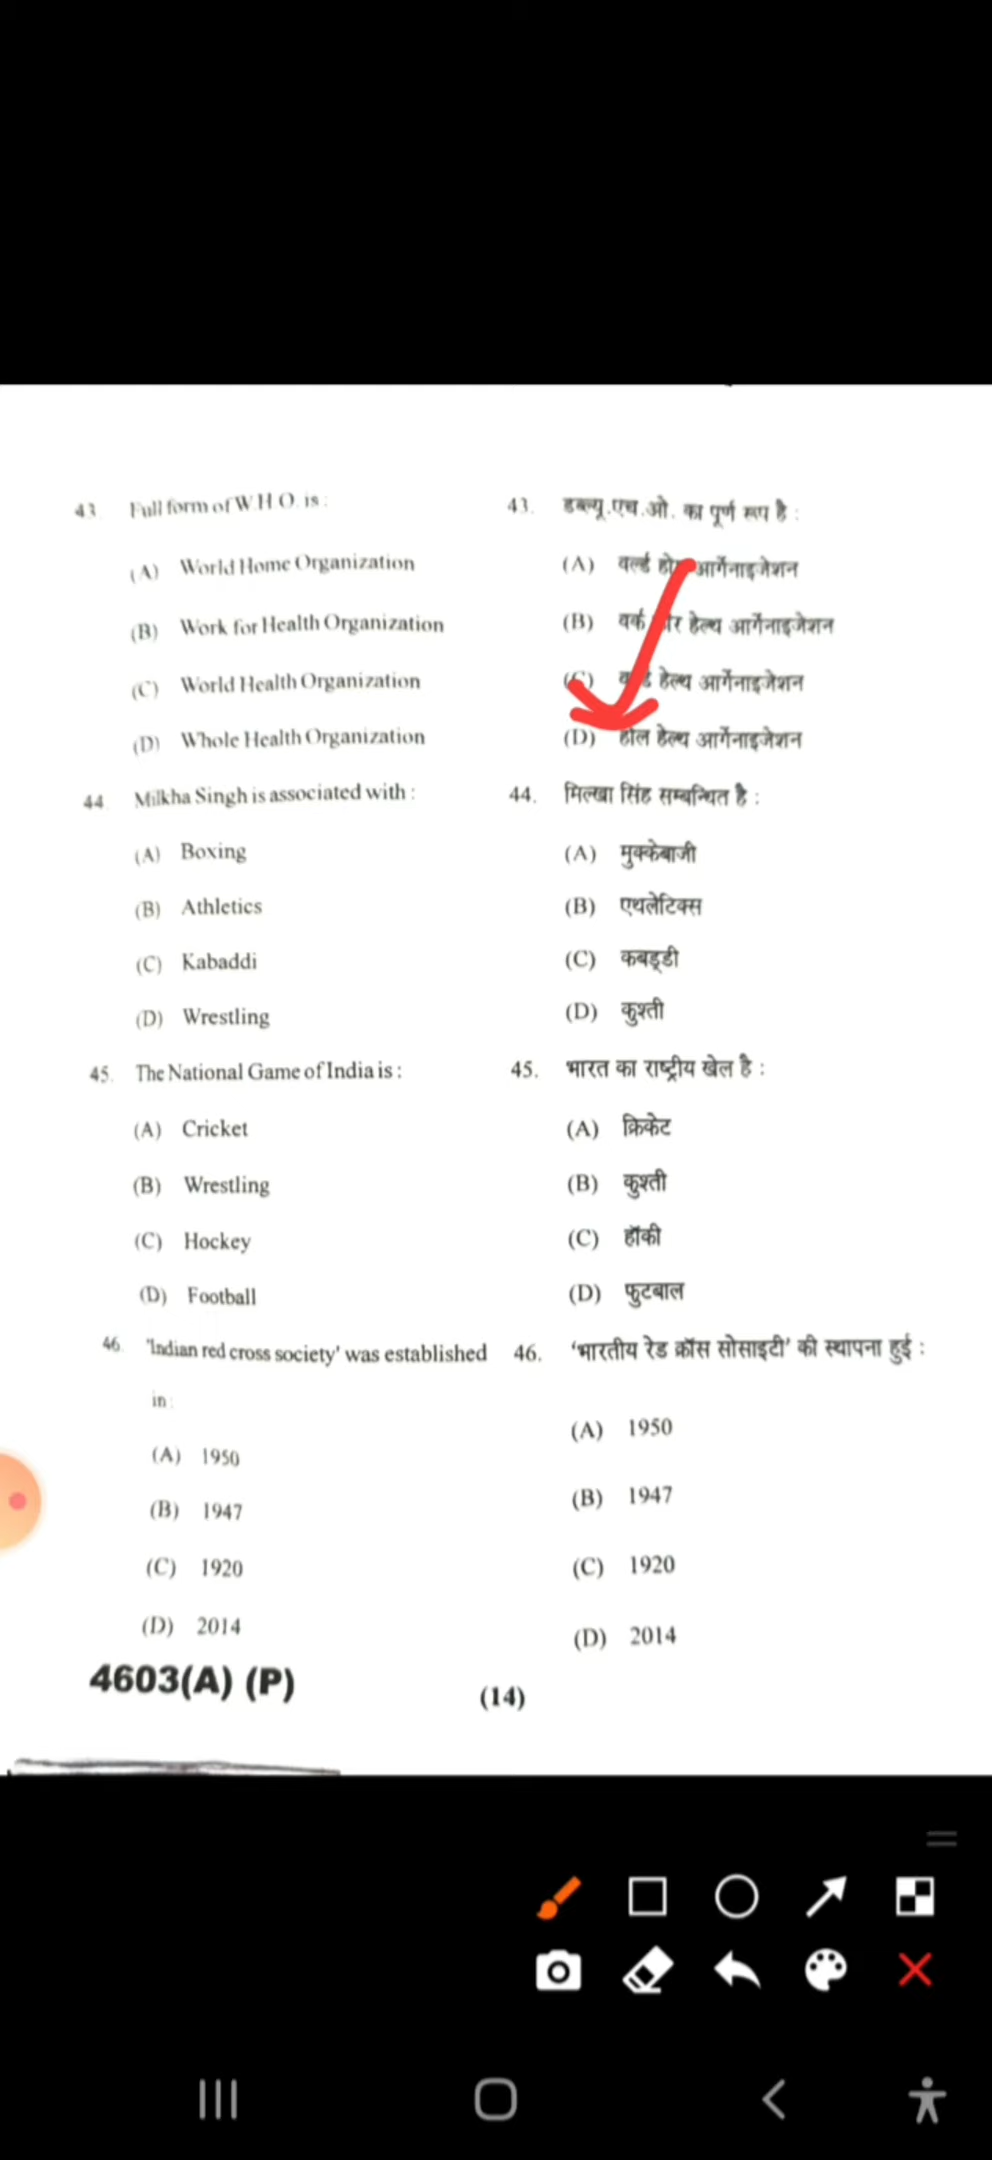 43. Full form of W.H.O. is :
(A) World Home Organization
(B) Work for Health Organization
(C) World Health Organization
(D) Whole Health Organization
44. Milkha Singh is associated with :
(A) Boxing
(B) Athletics
(C) Kabaddi
(D) Wrestling
45. The National Game of India is :
(A) Cricket
(B) Wrestling
(C) Hockey
(D) Football
46. 'Indian red cross society' was established
in :
(A) 1950
(B) 1947
(C) 1920
(D) 2014
43. डब्ल्यू.एच.ओ. का पूर्ण रूप है :
(A) वर्ल्ड आर्गेनाइजेशन
(B) वर्क हेल्थ आर्गेनाइजेशन
हेल्थ आर्गेनाइजेशन
(D) होल हेल्थ आर्गेनाइजेशन
44. मिल्खा सिंह सम्बन्धित है :
(A) मुक्केबाजी
(B) एथलेटिक्स
(C) कबड्डी
(D) कुश्ती
45. भारत का राष्ट्रीय खेल है :
(A) क्रिकेट
(B) कुश्ती
(C) हॉकी
(D) फुटबाल
46. ‘भारतीय रेड क्रॉस सोसाइटी’ की स्थापना हुई :
(A) 1950
(B) 1947
(C) 1920
(D) 2014
4603(A) (P)
(14)